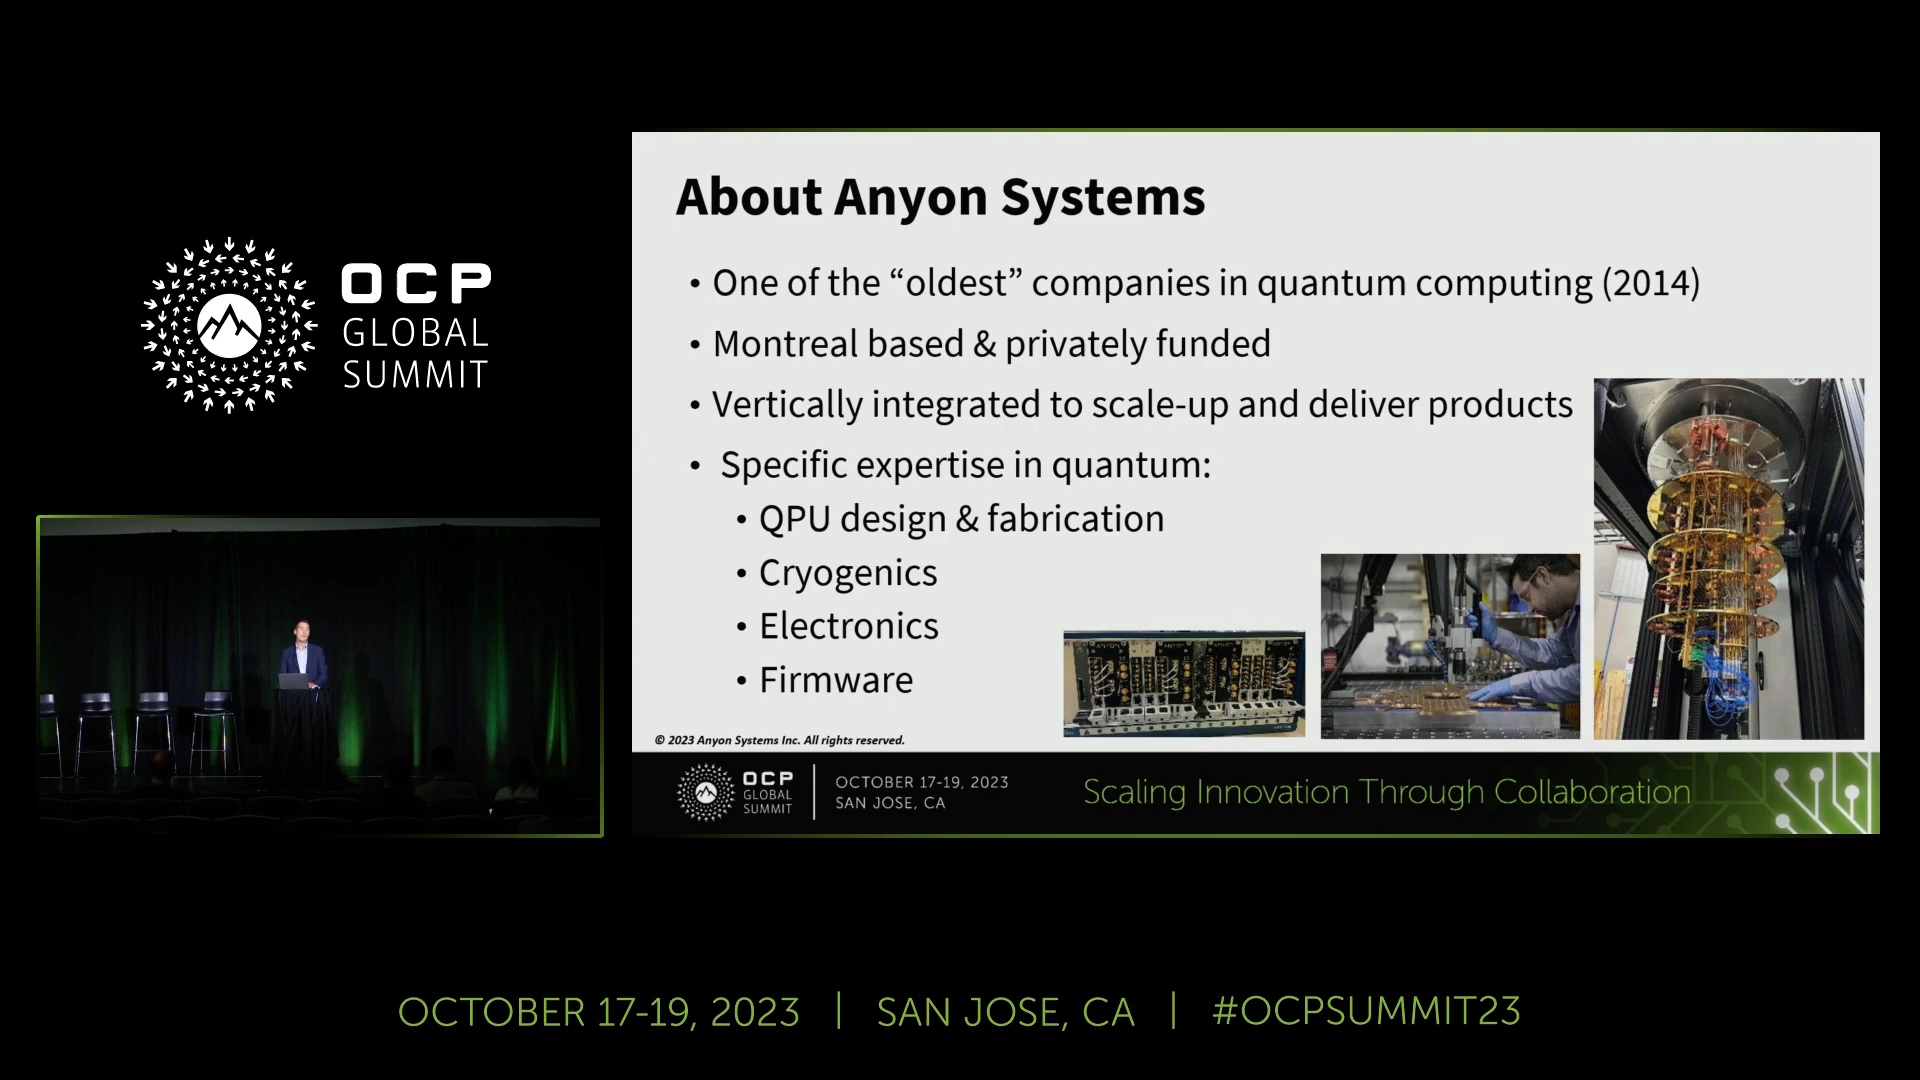 OCP
GLOBAL
SUMMIT
About Anyon Systems
• One of the “oldest” companies in quantum computing (2014)
• Montreal based & privately funded
• Vertically integrated to scale-up and deliver products
• Specific expertise in quantum:
• QPU design & fabrication
• Cryogenics
• Electronics
• Firmware
ANYON
© 2023 Anyon Systems Inc. All rights reserved.
OCP
GLOBAL
SUMMIT
OCTOBER 17-19, 2023
SAN JOSE, CA
Scaling Innovation Through Collaboration
OCTOBER 17-19, 2023 | SAN JOSE, CA | #OCPSUMMIT23